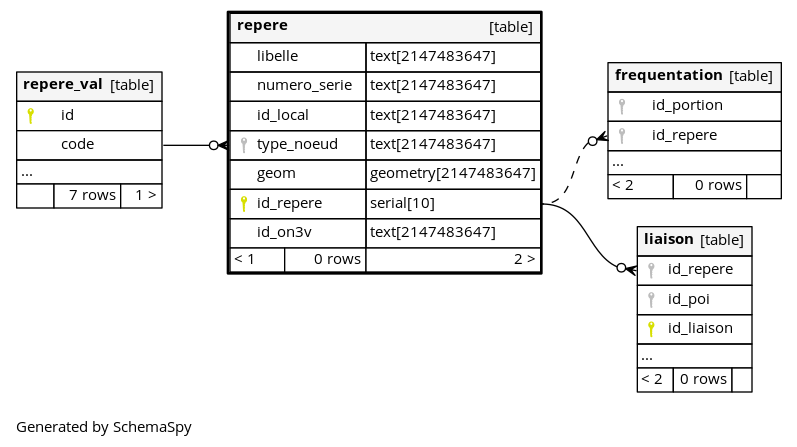 repere_val [table]
id
code
...
7 rows 1 >
repere [table]
libelle text[2147483647]
numero_serie text[2147483647]
id_local text[2147483647]
type_noeud text[2147483647]
geom geometry[2147483647]
id_repere serial[10]
id_on3v text[2147483647]
< 1 0 rows 2 >
frequentation [table]
id_portion
id_repere
...
< 2 0 rows
liaison [table]
id_repere
id_poi
id_liaison
...
< 2 0 rows
Generated by SchemaSpy